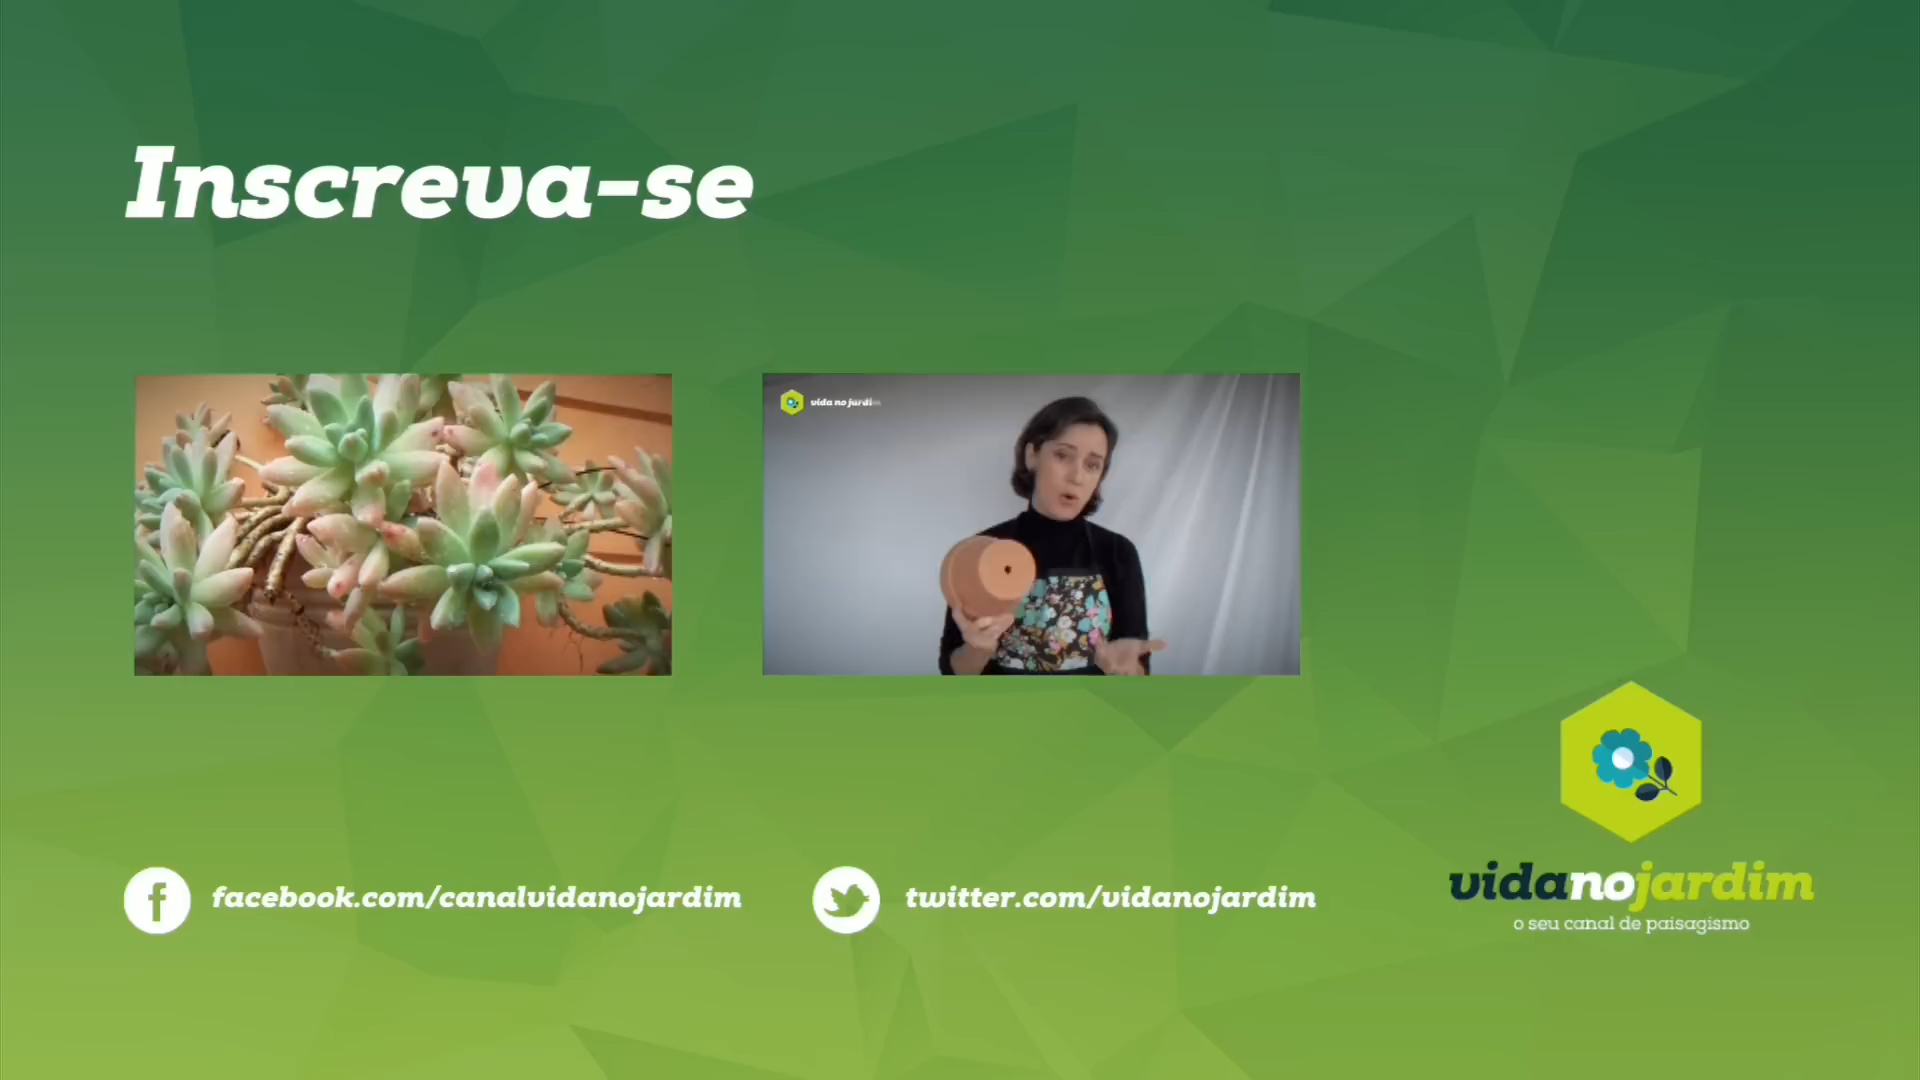 Inscreva-se
vida no jardim
facebook.com/canalvidanojardim
twitter.com/vidanojardim
vidanojardim
o seu canal de paisagismo